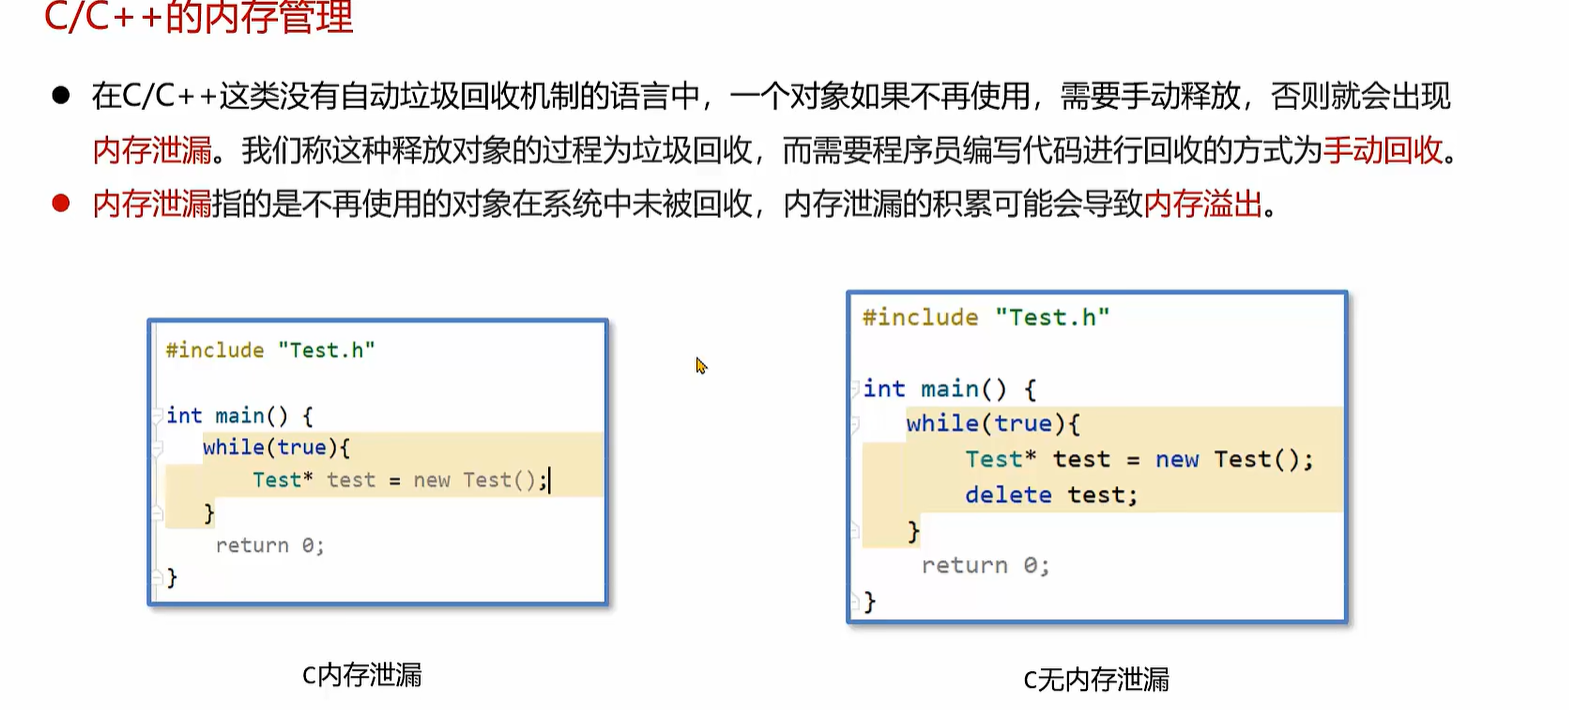 C/C++的内存管理
在C/C++这类没有自动垃圾回收机制的语言中，一个对象如果不再使用，需要手动释放，否则就会出现
内存泄漏。我们称这种释放对象的过程为垃圾回收，而需要程序员编写代码进行回收的方式为手动回收。
内存泄漏指的是不再使用的对象在系统中未被回收，内存泄漏的积累可能会导致内存溢出。
#include "Test.h"
int main() {
while(true){
Test* test = new Test();
}
return 0;
}
C内存泄漏
#include "Test.h"
int main() {
while(true){
Test* test = new Test();
delete test;
}
return 0;
}
C无内存泄漏